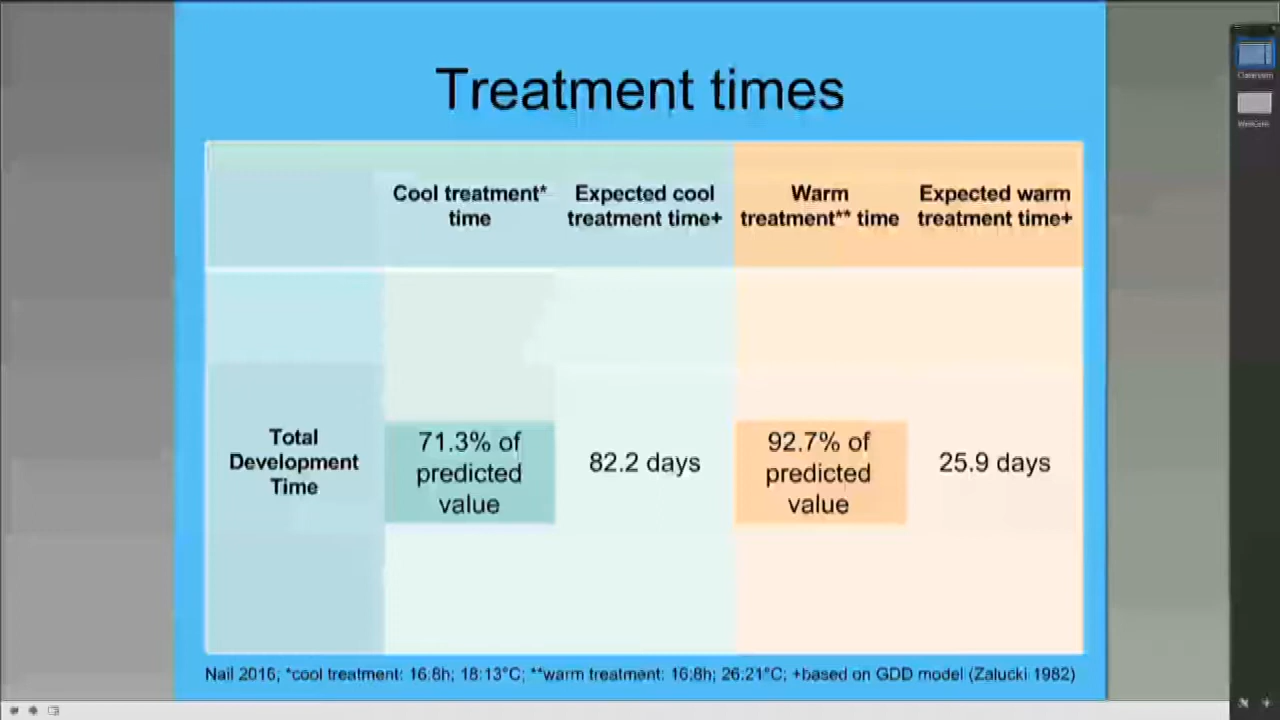 Treatment times
Cool treatment*
time
Expected cool
treatment time+
Warm
treatment** time
Expected warm
treatment time+
Total
Development
Time
71.3% of
predicted
value
82.2 days
92.7% of
predicted
value
25.9 days
Nail 2016; *cool treatment: 16:8h; 18:13°C; **warm treatment: 16:8h; 26:21°C; +based on GDD model (Zalucki 1982)
Classroom